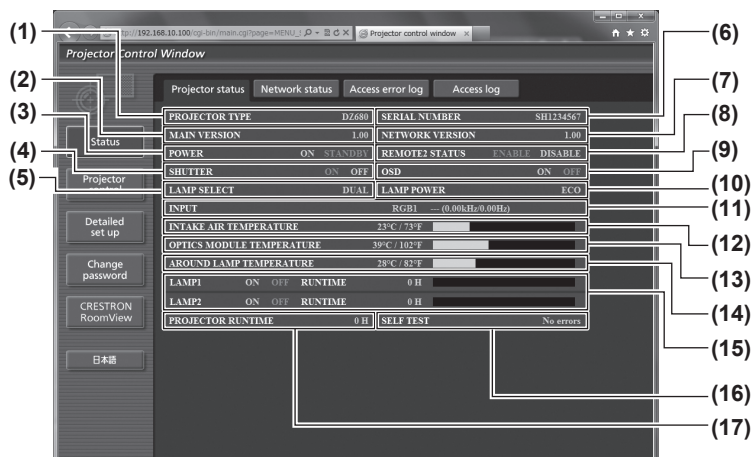 http://192.168.10.100/cgi-bin/main.cgi?page=MENU_S
Projector control window
Projector Control Window
Projector status
Network status
Access error log
Access log
Status
Projector control
Detailed
set up
Change
password
CRESTRON
RoomView
日本語
PROJECTOR TYPE DZ680 SERIAL NUMBER SH1234567
MAIN VERSION 1.00 NETWORK VERSION 1.00
POWER ON STANDBY REMOTE2 STATUS ENABLE DISABLE
SHUTTER ON OFF OSD ON OFF
LAMP SELECT DUAL LAMP POWER ECO
INPUT RGB1 --- (0.00kHz/0.00Hz)
INTAKE AIR TEMPERATURE 23°C / 73°F
OPTICS MODULE TEMPERATURE 39°C / 102°F
AROUND LAMP TEMPERATURE 28°C / 82°F
LAMP1 ON OFF RUNTIME 0 H
LAMP2 ON OFF RUNTIME 0 H
PROJECTOR RUNTIME 0 H SELF TEST No errors
(1)
(2)
(3)
(4)
(5)
(6)
(7)
(8)
(9)
(10)
(11)
(12)
(13)
(14)
(15)
(16)
(17)